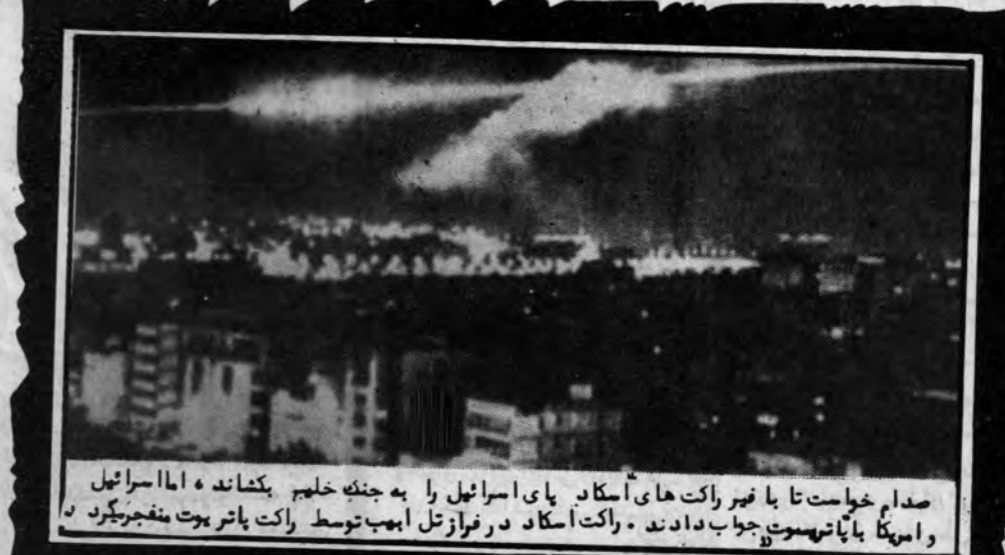 صدام خواست تا با فیر راکت های اسکاد پای اسرائیل را به جنگ خلیج بکشاند ، اما اسرائیل
و امریکا با پاتریوت جواب دادند . راکت اسکاد در فراز تل ابیب توسط راکت پاتریوت منفجر میگردد